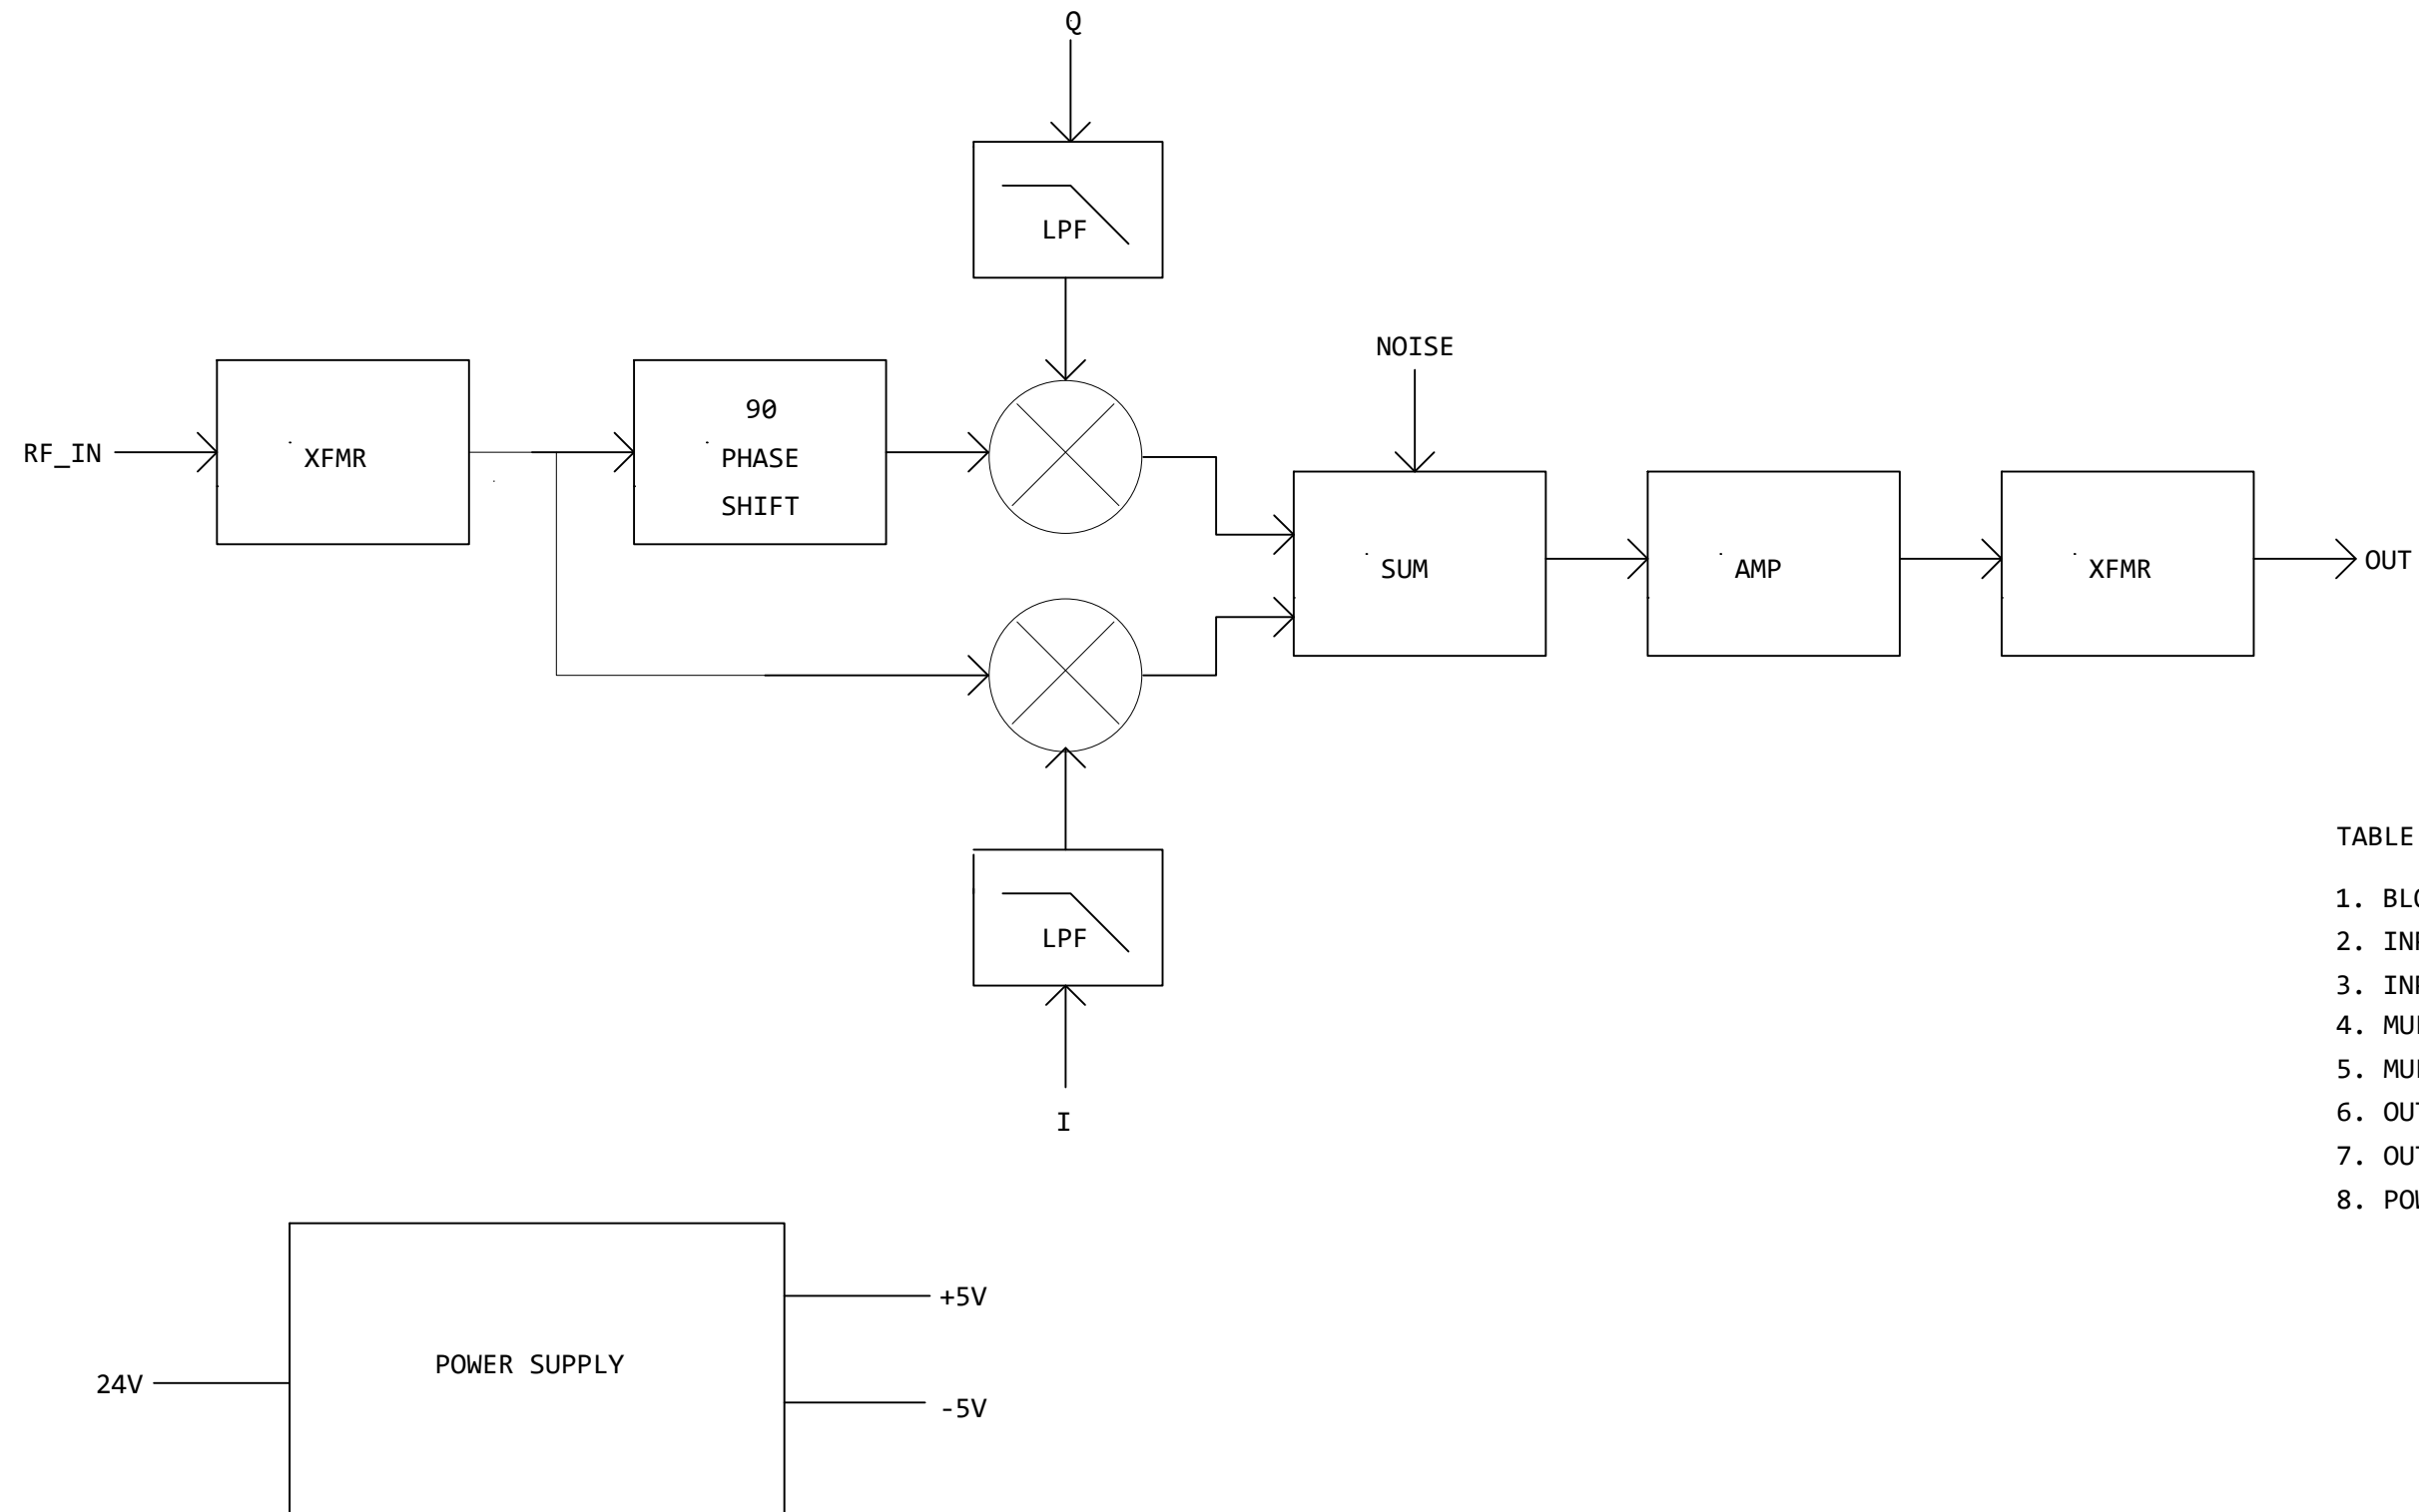 Q
LPF
NOISE
RF_IN
XFMR
90
PHASE
SHIFT
SUM
AMP
XFMR
OUT
LPF
I
TABLE
1.
2.
3.
4.
5.
6.
7.
8.
POWER SUPPLY
24V
+5V
-5V